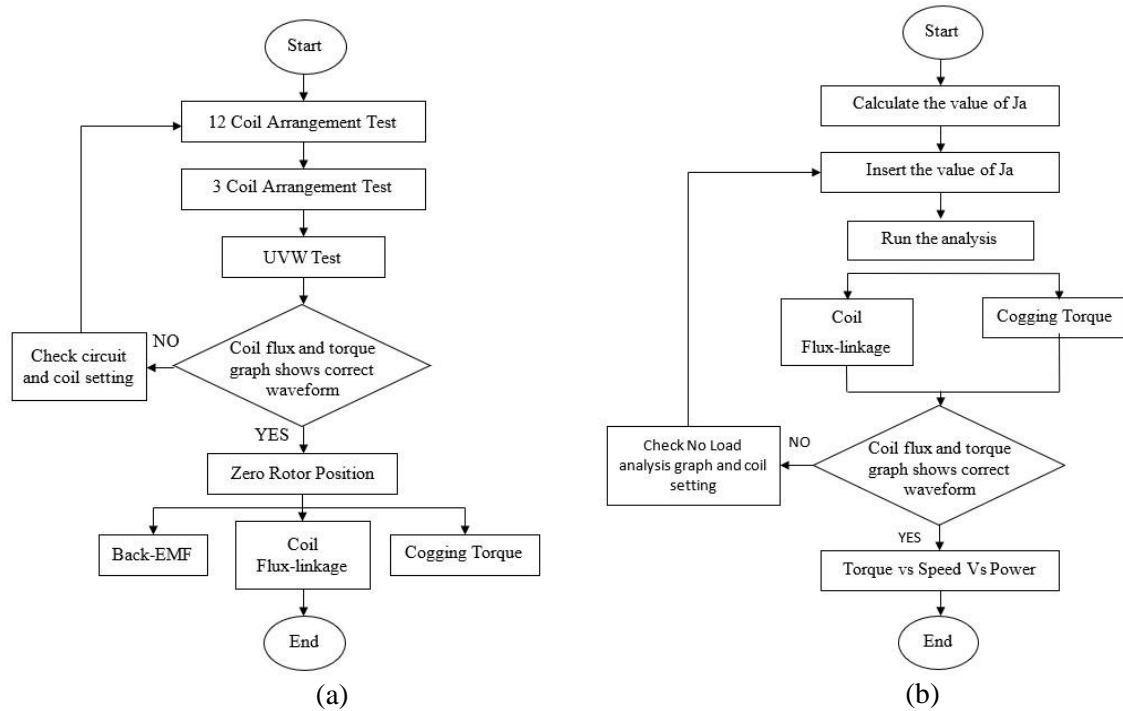 Start
12 Coil Arrangement Test
3 Coil Arrangement Test
UVW Test
NO
Check circuit
and coil setting
Coil flux and torque
graph shows correct
waveform
YES
Zero Rotor Position
Back-EMF
Coil
Flux-linkage
Cogging Torque
End
(a)
Start
Calculate the value of Ja
Insert the value of Ja
Run the analysis
Coil
Flux-linkage
Cogging Torque
Check No Load
analysis graph and coil
setting
NO
Coil flux and torque
graph shows correct
waveform
YES
Torque vs Speed Vs Power
End
(b)